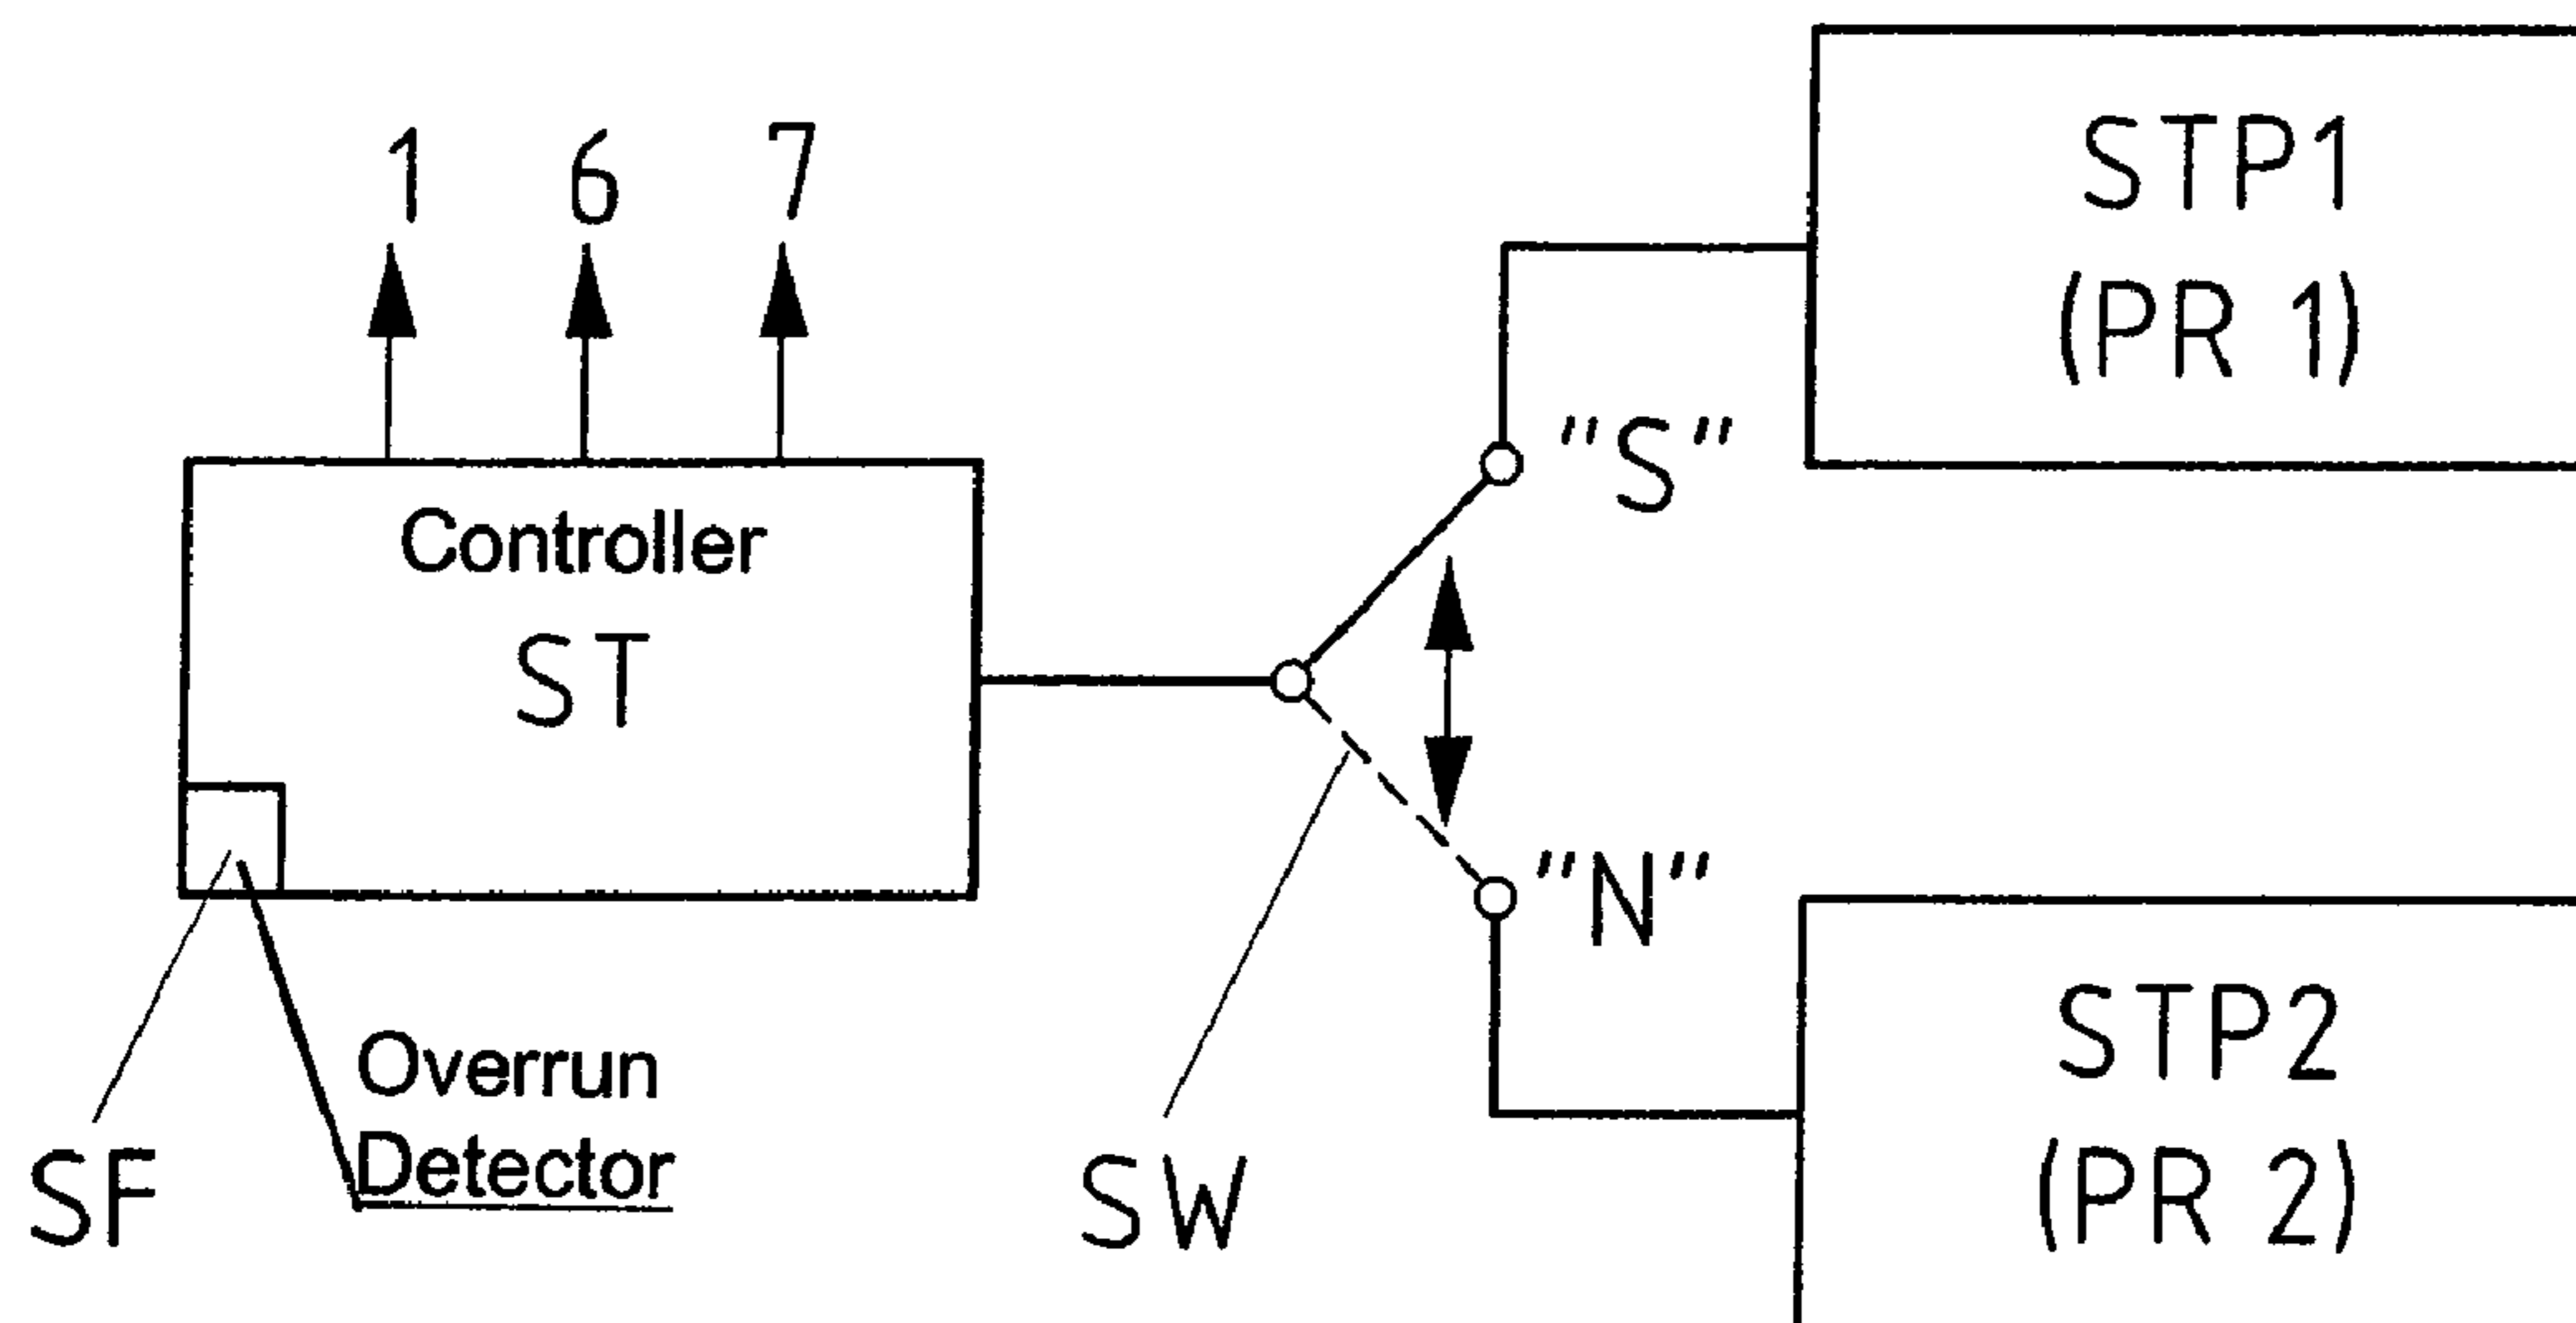 1 6 7
STP1
(PR 1)
"S"
Controller
ST
"N"
STP2
(PR 2)
Overrun
Detector
SF
SW